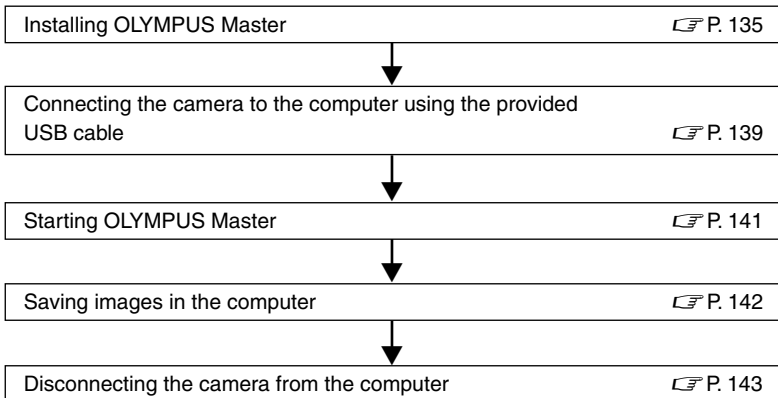 Installing OLYMPUS Master P. 135
Connecting the camera to the computer using the provided
USB cable P. 139
Starting OLYMPUS Master P. 141
Saving images in the computer P. 142
Disconnecting the camera from the computer P. 143